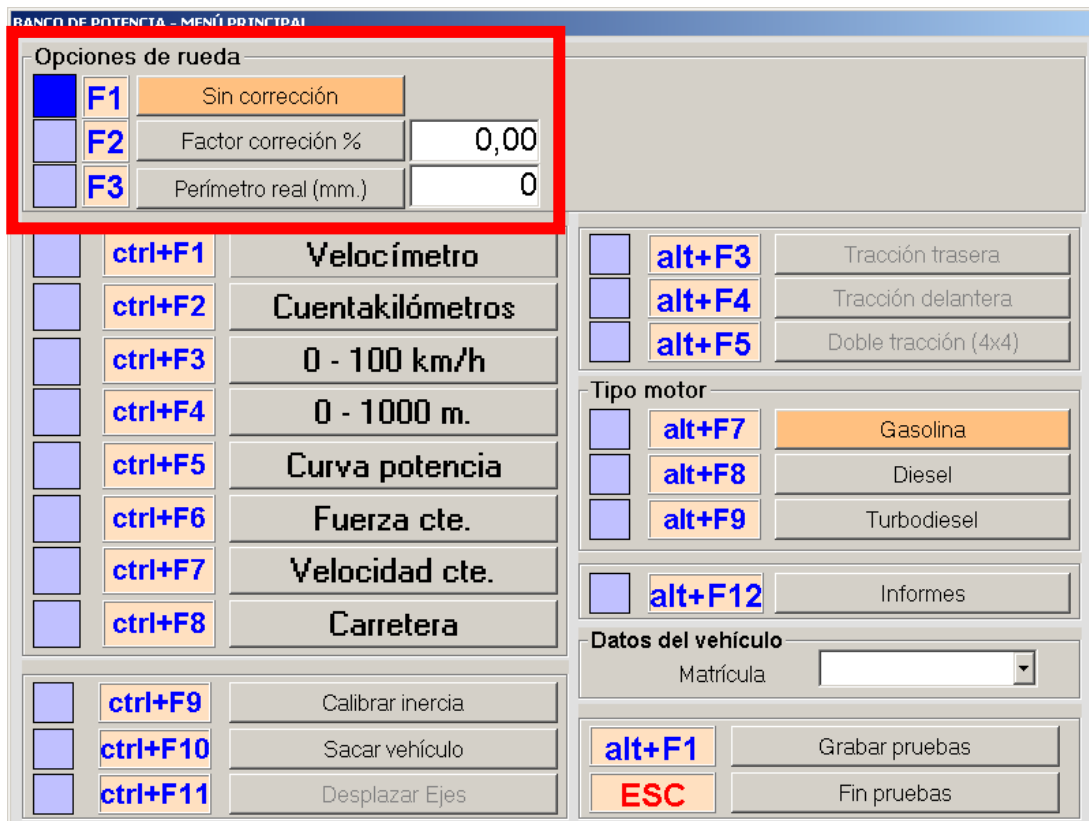 BANCO DE POTENCIA - MENÚ PRINCIPAL
Opciones de rueda
F1 Sin corrección
F2 Factor correción % 0,00
F3 Perímetro real (mm.) 0
ctrl+F1 Velocímetro
ctrl+F2 Cuentakilómetros
ctrl+F3 0 - 100 km/h
ctrl+F4 0 - 1000 m.
ctrl+F5 Curva potencia
ctrl+F6 Fuerza cte.
ctrl+F7 Velocidad cte.
ctrl+F8 Carretera
ctrl+F9 Calibrar inercia
ctrl+F10 Sacar vehículo
ctrl+F11 Desplazar Ejes
alt+F3 Tracción trasera
alt+F4 Tracción delantera
alt+F5 Doble tracción (4x4)
Tipo motor
alt+F7 Gasolina
alt+F8 Diesel
alt+F9 Turbodiesel
alt+F12 Informes
Datos del vehículo
Matrícula
alt+F1 Grabar pruebas
ESC Fin pruebas